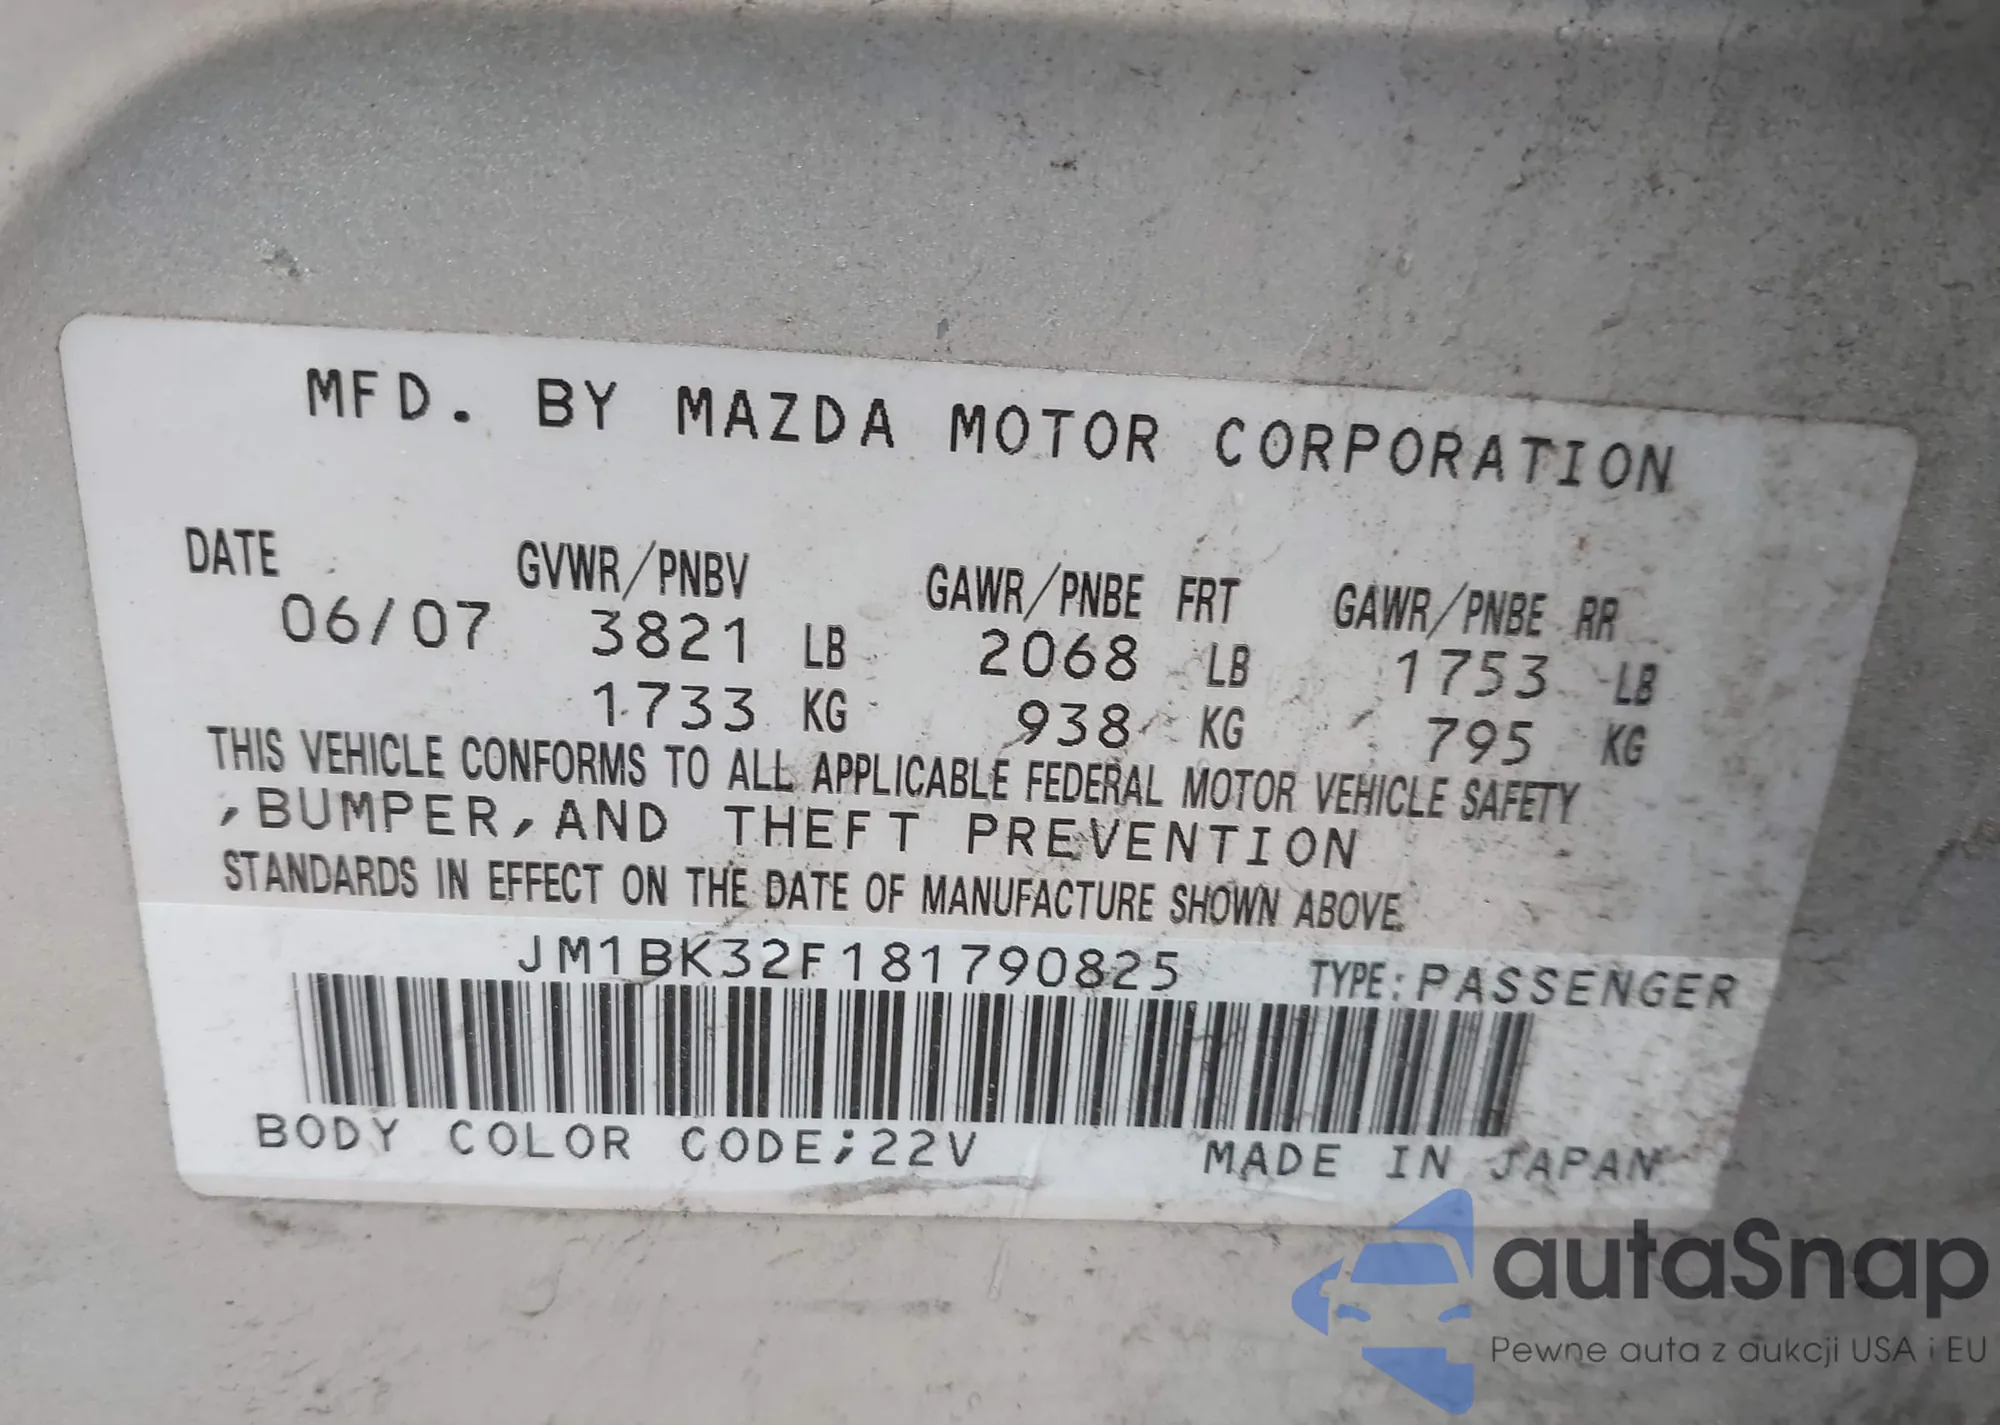 MFD. BY MAZDA MOTOR CORPORATION
DATE GVWR/PNBV GAWR/PNBE FRT GAWR/PNBE RR
06/07 3821 LB 2068 LB 1753 LB
1733 KG 938 KG 795 KG
THIS VEHICLE CONFORMS TO ALL APPLICABLE FEDERAL MOTOR VEHICLE SAFETY
,BUMPER,AND THEFT PREVENTION
STANDARDS IN EFFECT ON THE DATE OF MANUFACTURE SHOWN ABOVE.
JM1BK32F181790825 TYPE:PASSENGER
BODY COLOR CODE;22V MADE IN JAPAN
autaSnap
Pewne auta z aukcji USA i EU